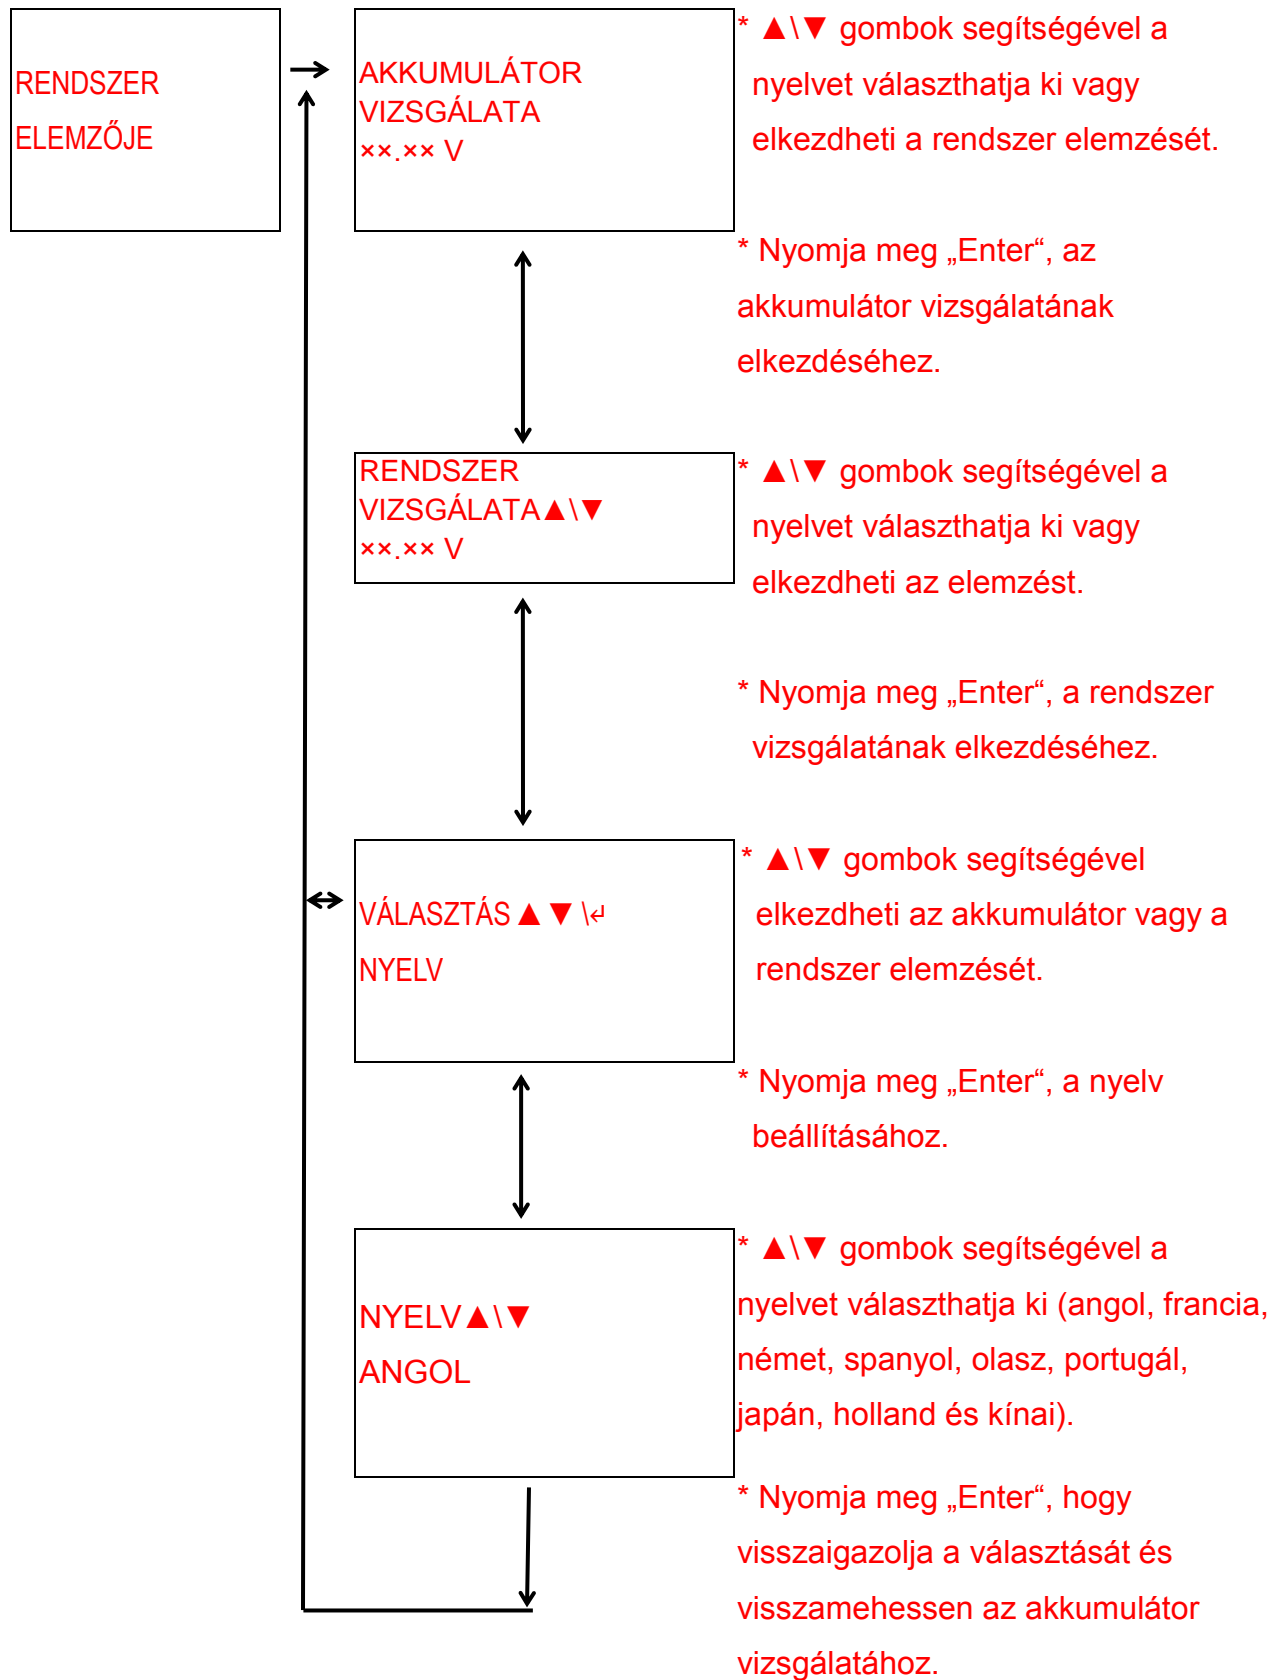 RENDSZER
ELEMZŐJE
AKKUMULÁTOR
VIZSGÁLATA
××.×× V
* ▲\▼ gombok segítségével a
nyelvet választhatja ki vagy
elkezdheti a rendszer elemzését.
* Nyomja meg „Enter“, az
akkumulátor vizsgálatának
elkezdéséhez.
RENDSZER
VIZSGÁLATA▲\▼
××.×× V
* ▲\▼ gombok segítségével a
nyelvet választhatja ki vagy
elkezdheti az elemzést.
* Nyomja meg „Enter“, a rendszer
vizsgálatának elkezdéséhez.
VÁLASZTÁS ▲ ▼ \↵
NYELV
* ▲\▼ gombok segítségével
elkezdheti az akkumulátor vagy a
rendszer elemzését.
* Nyomja meg „Enter“, a nyelv
beállításához.
NYELV▲\▼
ANGOL
* ▲\▼ gombok segítségével a
nyelvet választhatja ki (angol, francia,
német, spanyol, olasz, portugál,
japán, holland és kínai).
* Nyomja meg „Enter“, hogy
visszaigazolja a választását és
visszamehessen az akkumulátor
vizsgálatához.